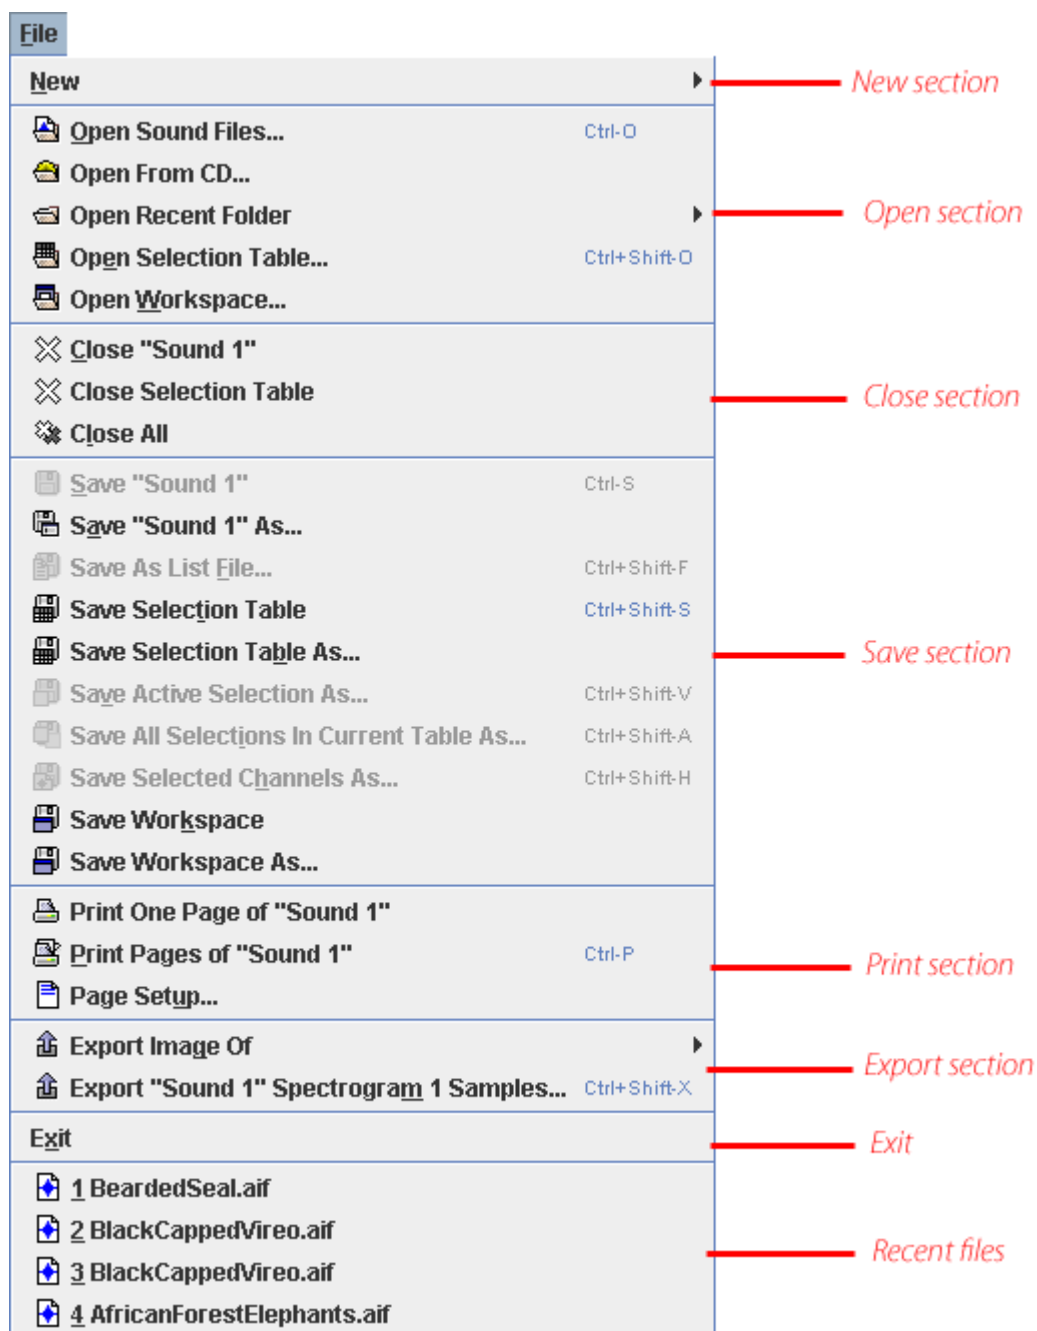 File
New
New section
Open Sound Files... Ctrl-O
Open From CD...
Open Recent Folder
Open section
Open Selection Table... Ctrl+Shift-O
Open Workspace...
Close "Sound 1"
Close Selection Table
Close section
Close All
Save "Sound 1" Ctrl-S
Save "Sound 1" As...
Save As List File... Ctrl+Shift-F
Save Selection Table Ctrl+Shift-S
Save Selection Table As...
Save section
Save Active Selection As... Ctrl+Shift-V
Save All Selections In Current Table As... Ctrl+Shift-A
Save Selected Channels As... Ctrl+Shift-H
Save Workspace
Save Workspace As...
Print One Page of "Sound 1"
Print Pages of "Sound 1" Ctrl-P
Print section
Page Setup...
Export Image Of
Export section
Export "Sound 1" Spectrogram 1 Samples... Ctrl+Shift-X
Exit
Exit
1 BeardedSeal.aif
2 BlackCappedVireo.aif
Recent files
3 BlackCappedVireo.aif
4 AfricanForestElephants.aif